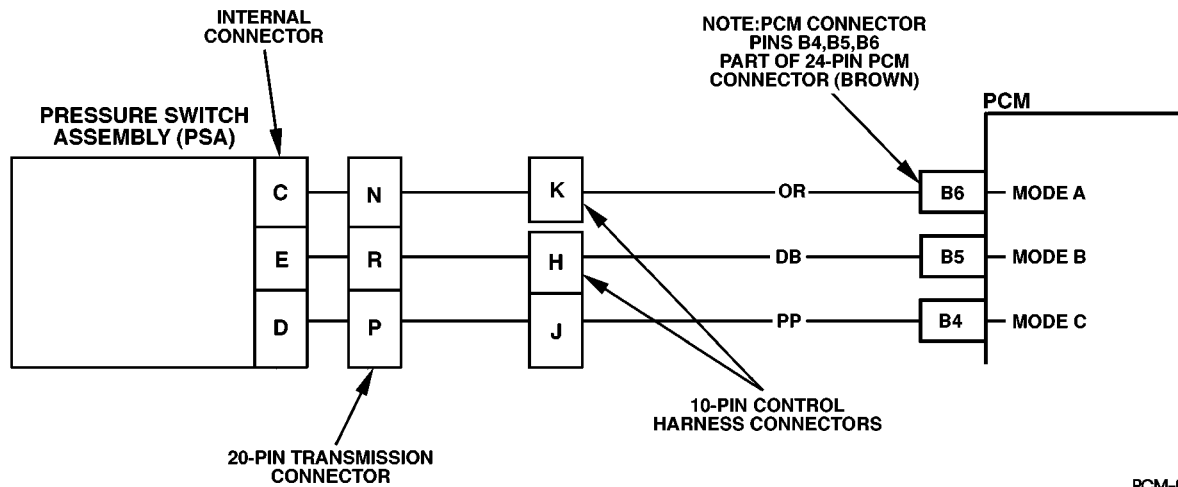 INTERNAL
CONNECTOR
NOTE:PCM CONNECTOR
PINS B4,B5,B6
PART OF 24-PIN PCM
CONNECTOR (BROWN)
PCM
PRESSURE SWITCH
ASSEMBLY (PSA)
C N K OR B6 MODE A
E R H DB B5 MODE B
D P J PP B4 MODE C
10-PIN CONTROL
HARNESS CONNECTORS
20-PIN TRANSMISSION
CONNECTOR